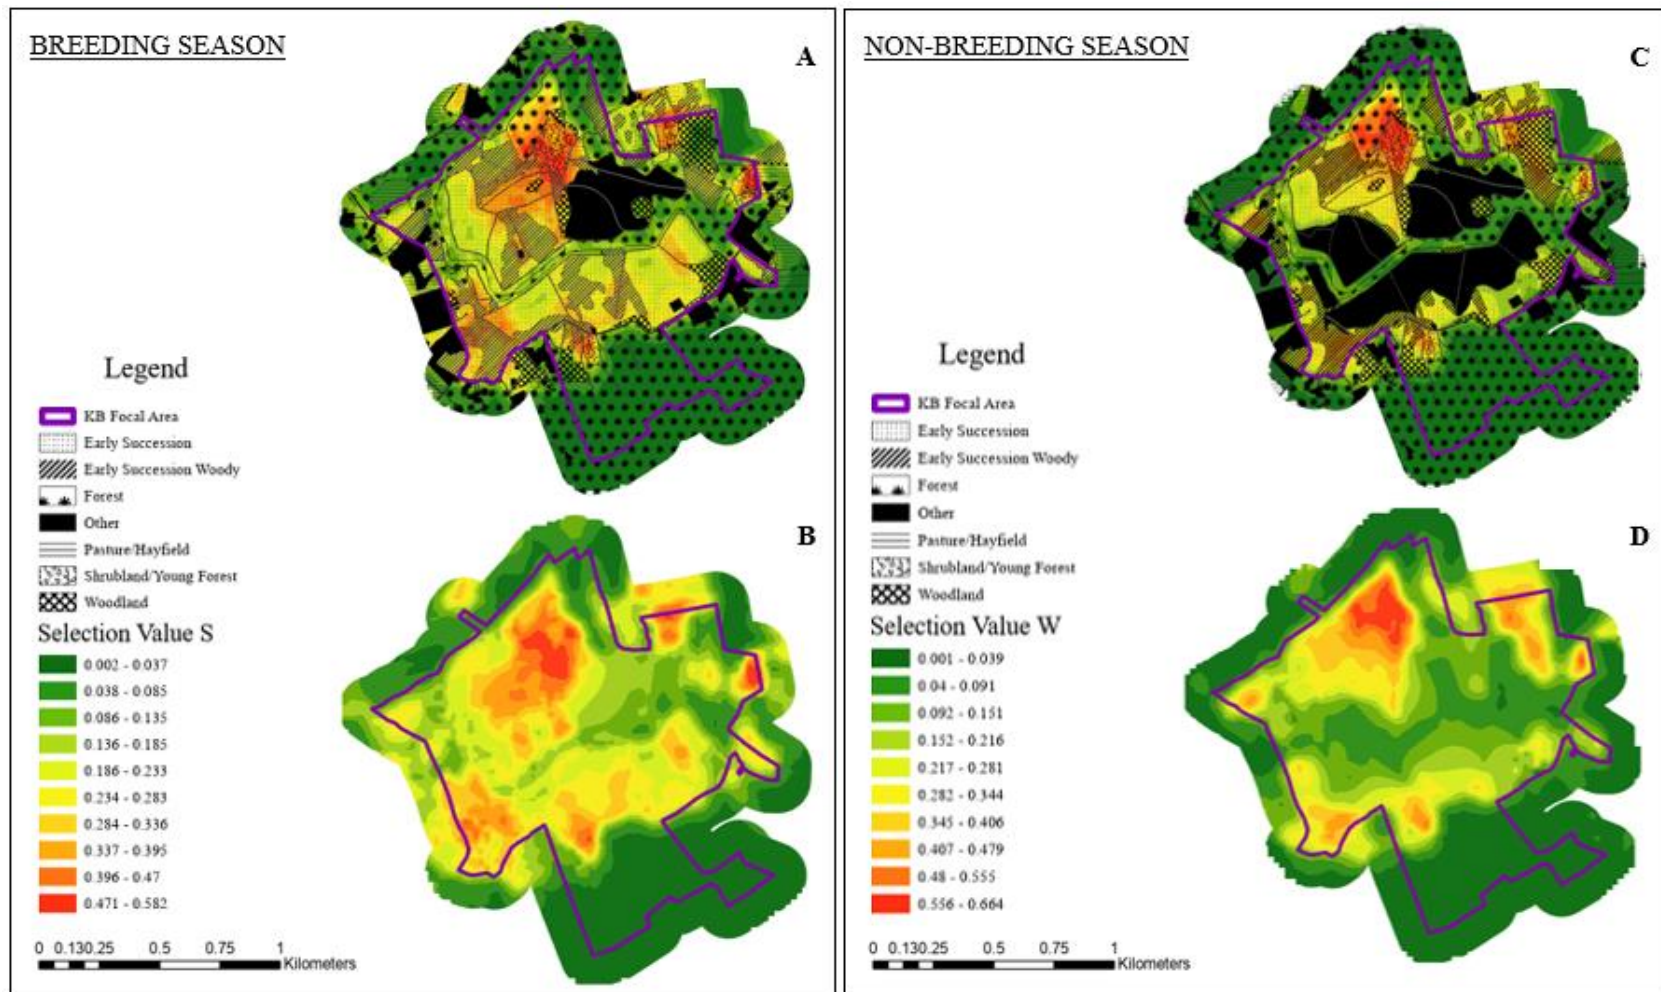 BREEDING SEASON
A
Legend
KB Focal Area
Early Succession
Early Succession Woody
Forest
Other
Pasture/Hayfield
Shrubland/Young Forest
Woodland
B
Selection Value S
0.002 - 0.037
0.038 - 0.085
0.086 - 0.135
0.136 - 0.185
0.186 - 0.233
0.234 - 0.283
0.284 - 0.336
0.337 - 0.395
0.396 - 0.47
0.471 - 0.582
0 0.130.25 0.5 0.75 1
Kilometers
NON-BREEDING SEASON
C
Legend
KB Focal Area
Early Succession
Early Succession Woody
Forest
Other
Pasture/Hayfield
Shrubland/Young Forest
Woodland
D
Selection Value W
0.001 - 0.039
0.04 - 0.091
0.092 - 0.151
0.152 - 0.216
0.217 - 0.281
0.282 - 0.344
0.345 - 0.406
0.407 - 0.479
0.48 - 0.555
0.556 - 0.664
0 0.130.25 0.5 0.75 1
Kilometers